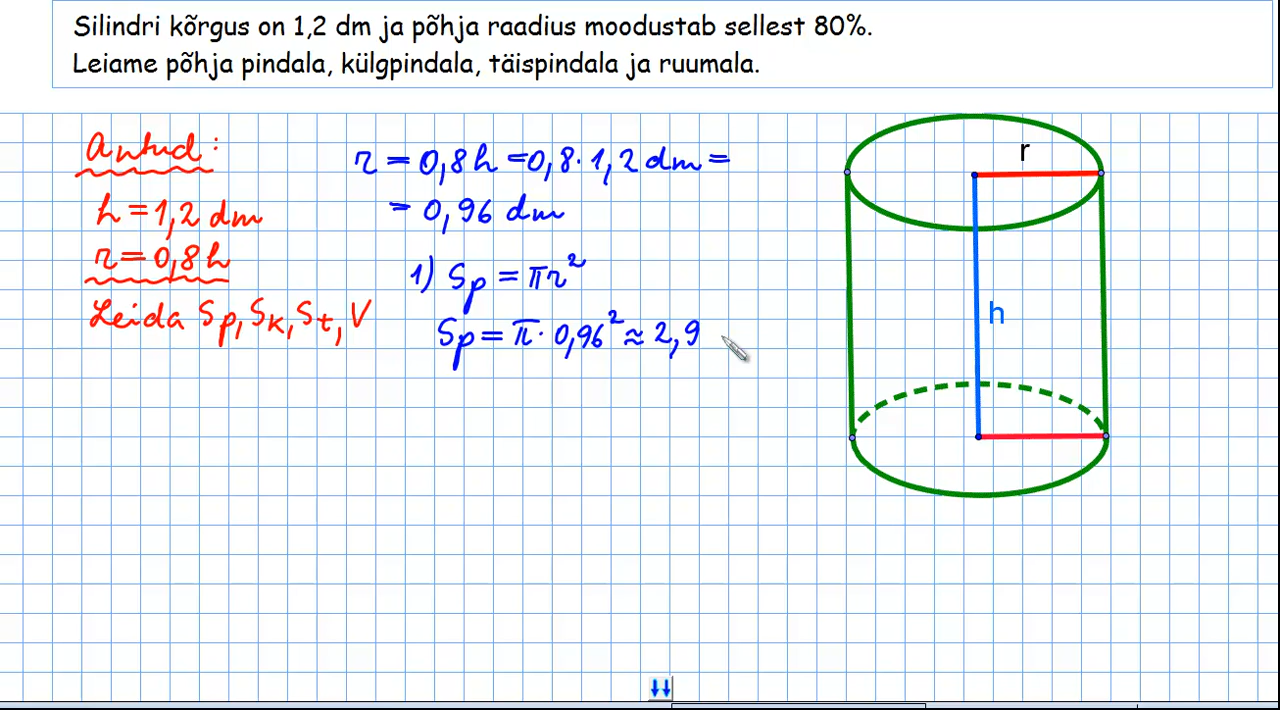 Silindri kõrgus on 1,2 dm ja põhja raadius moodustab sellest 80%.
Leiame põhja pindala, külgpindala, täispindala ja ruumala.
Antud:
h = 1,2 dm
r = 0,8h
Leida Sp, Sk, St, V
r = 0,8h = 0,8·1,2 dm =
= 0,96 dm
1) Sp = πr²
Sp = π·0,96² ≈ 2,9
r
h